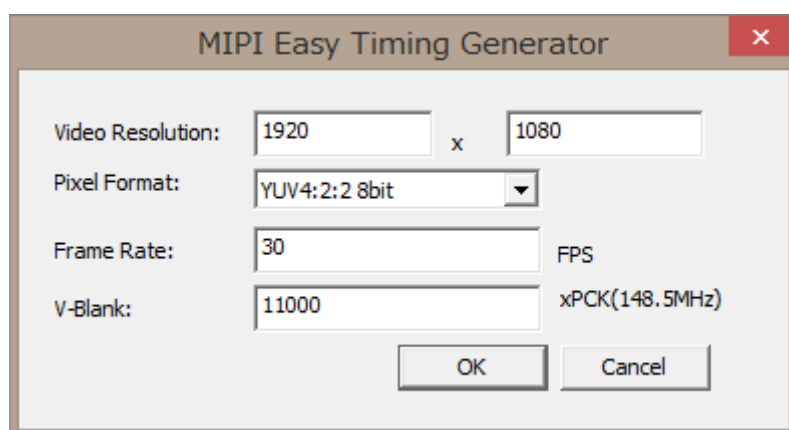 MIPI Easy Timing Generator
Video Resolution: 1920 x 1080
Pixel Format: YUV4:2:2 8bit
Frame Rate: 30 FPS
V-Blank: 11000 xPCK(148.5MHz)
OK Cancel